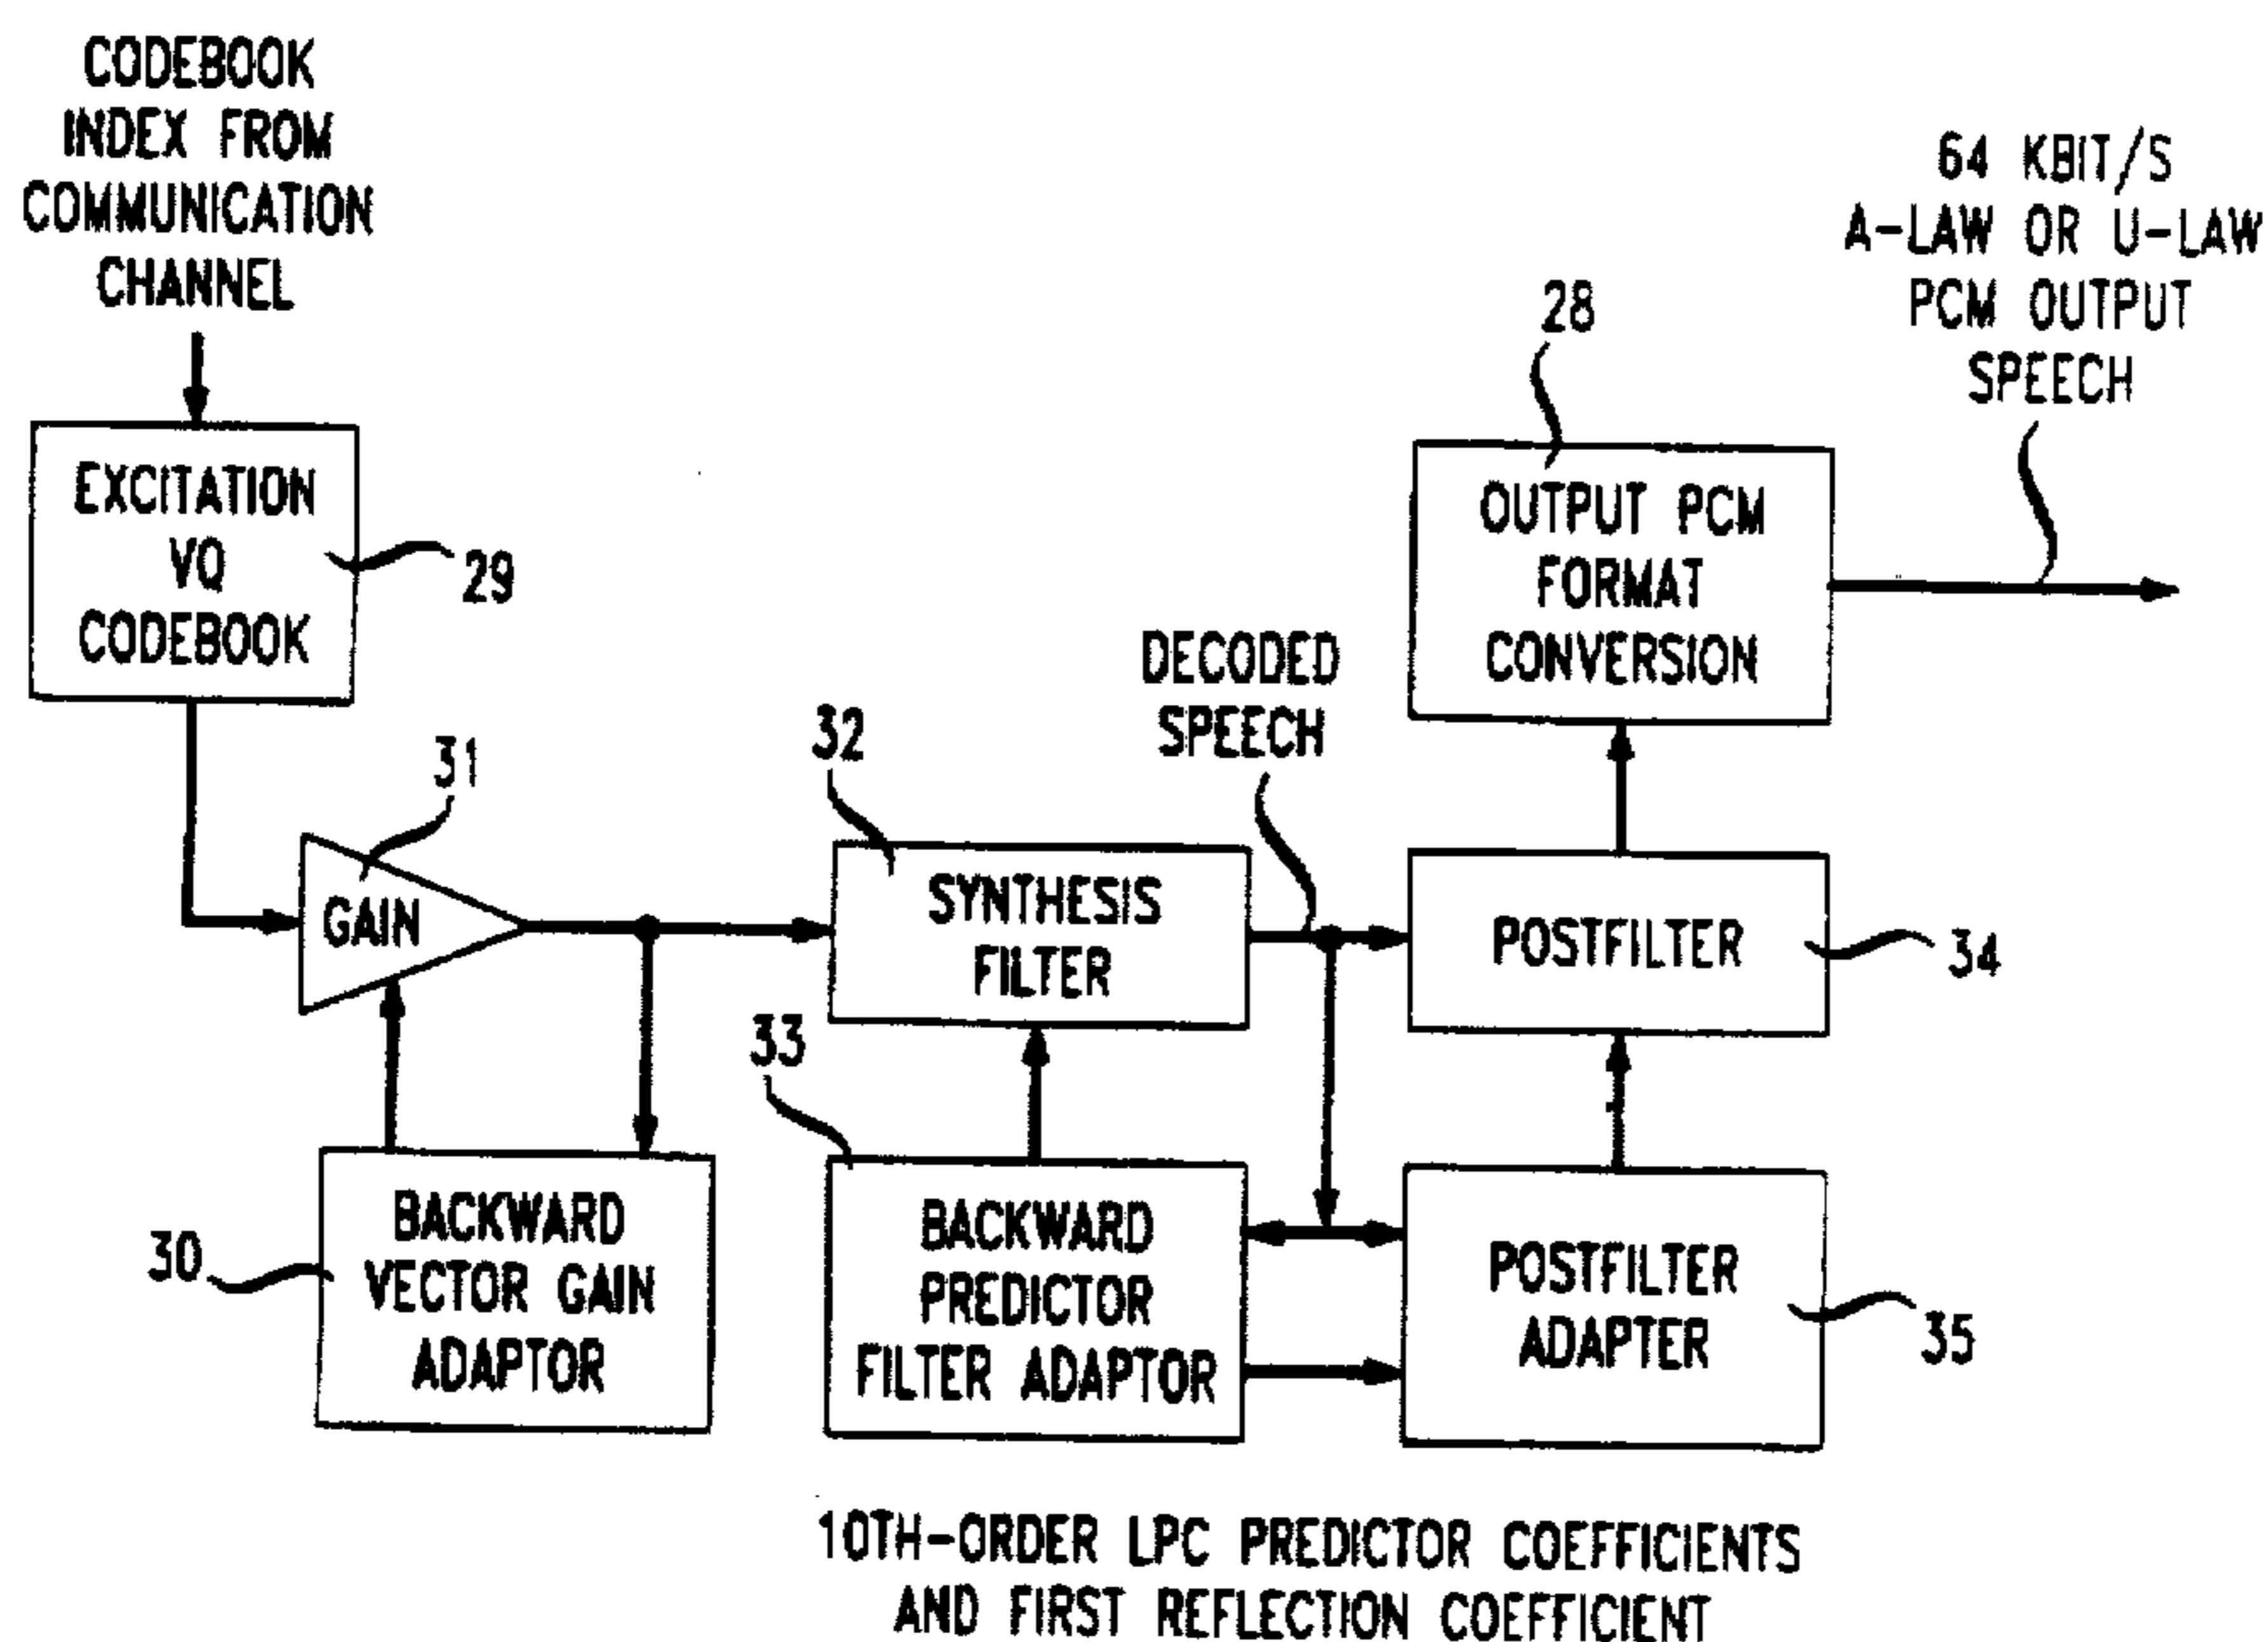 CODEBOOK
INDEX FROM
COMMUNICATION
CHANNEL
64 KBIT/S
A-LAW OR U-LAW
PCM OUTPUT
SPEECH
28
EXCITATION
VQ
CODEBOOK
29
OUTPUT PCM
FORMAT
CONVERSION
DECODED
SPEECH
31
32
GAIN
SYNTHESIS
FILTER
POSTFILTER
34
33
30
BACKWARD
VECTOR GAIN
ADAPTOR
BACKWARD
PREDICTOR
FILTER ADAPTOR
POSTFILTER
ADAPTER
35
10TH-ORDER LPC PREDICTOR COEFFICIENTS
AND FIRST REFLECTION COEFFICIENT